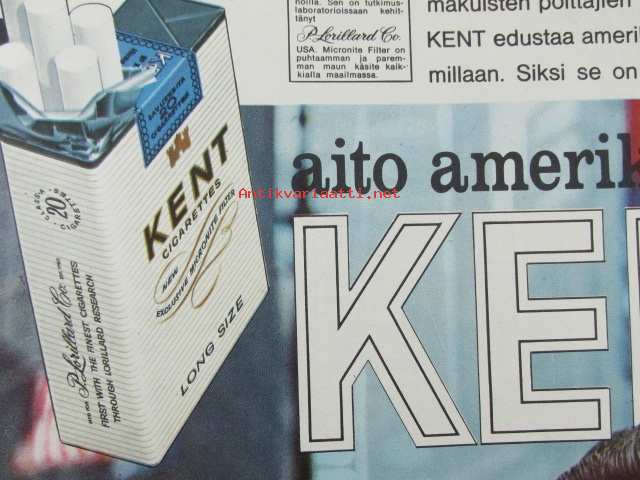 noilla. Sen on tutkimus-
laboratorioissaan kehit-
tänyt
P. Lorillard Co.
USA. Micronite Filter on
puhtaamman ja parem-
man maun käsite kaik-
kialla maailmassa.
makuisten polttajien
KENT edustaa ameri
millaan. Siksi se on
aito amerik
KE
20
KENT
CIGARETTES
NEW
EXCLUSIVE MICRONITE FILTER
LONG SIZE
20
P. Lorillard Co.
FIRST WITH THE FINEST CIGARETTES
THROUGH LORILLARD RESEARCH
Antikvariaatti.net